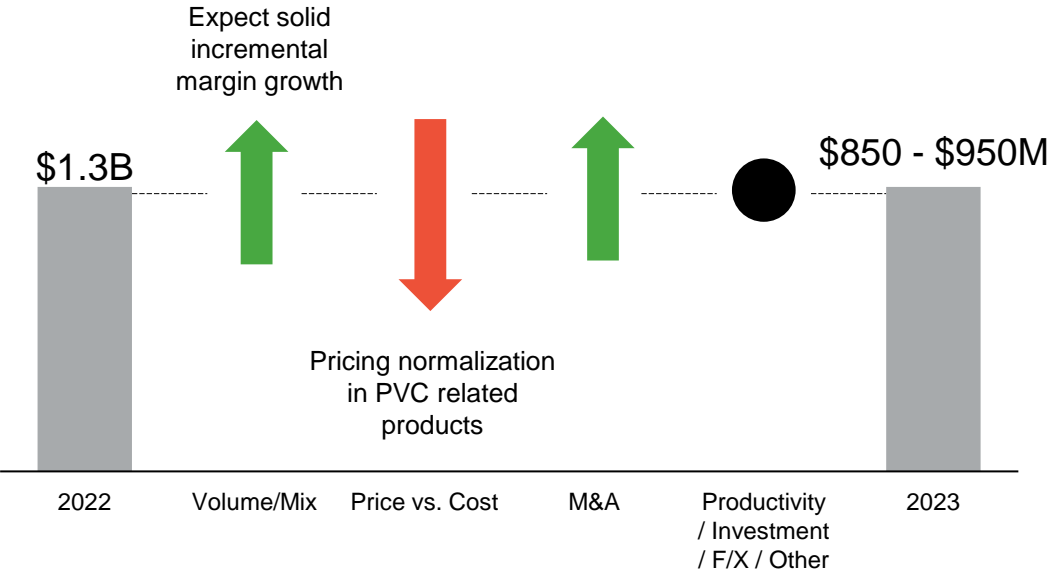 Expect solid
incremental
margin growth
$1.3B
$850 - $950M
Pricing normalization
in PVC related
products
2022
Volume/Mix
Price vs. Cost
M&A
Productivity
/ Investment
/ F/X / Other
2023